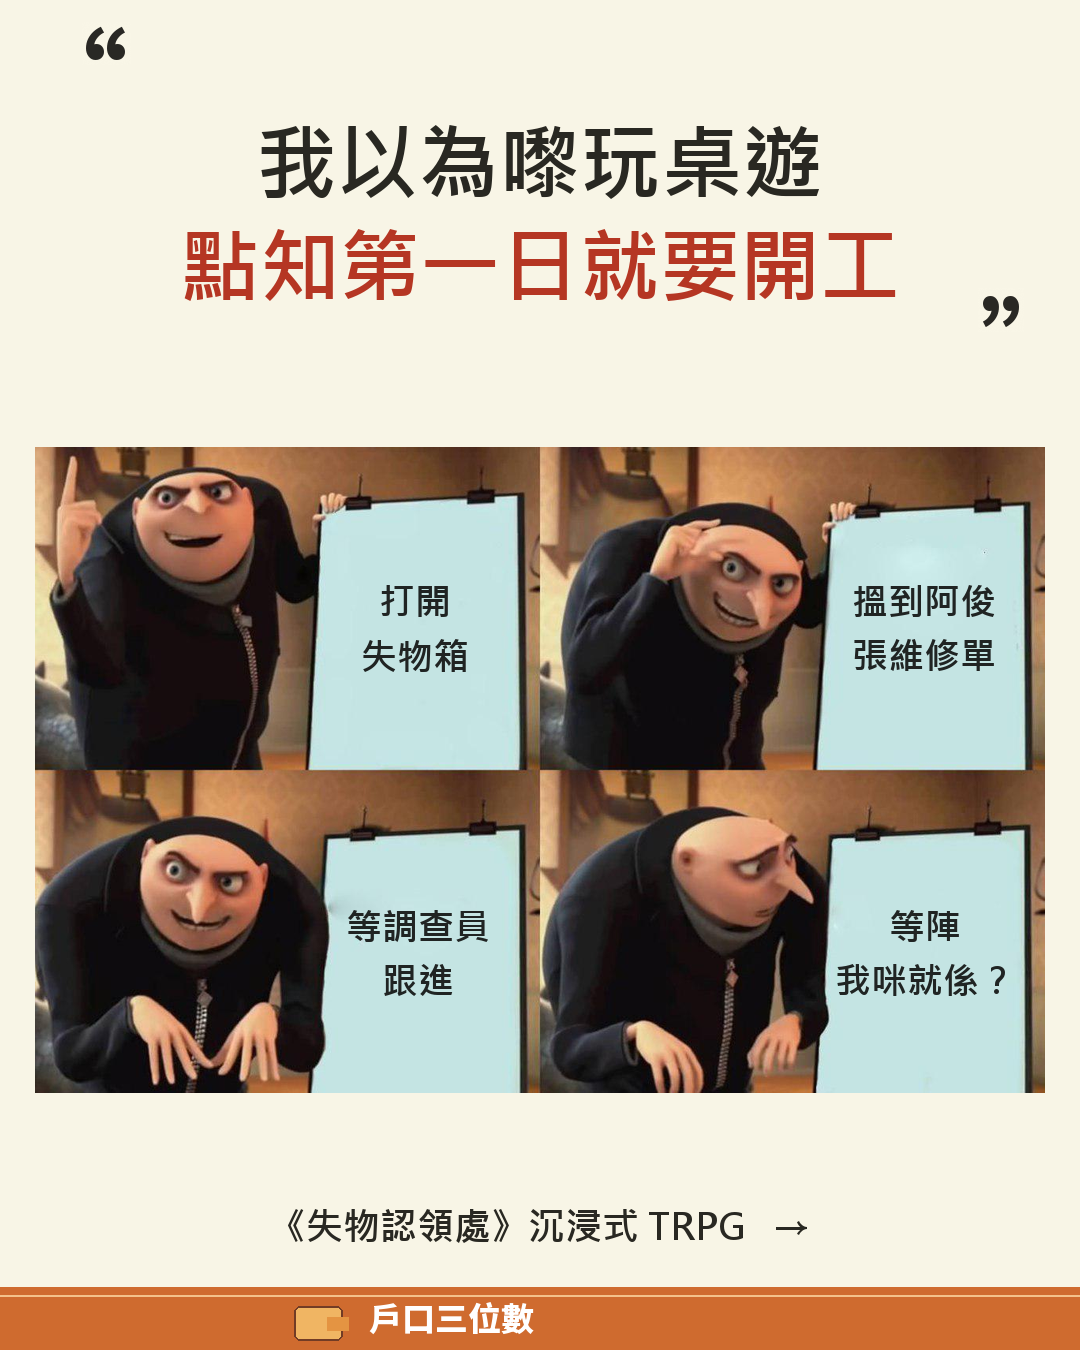 “
我以為嚟玩桌遊
點知第一日就要開工
”
打開
失物箱
搵到阿俊
張維修單
等調查員
跟進
等陣
我咪就係？
《失物認領處》沉浸式 TRPG →
戶口三位數